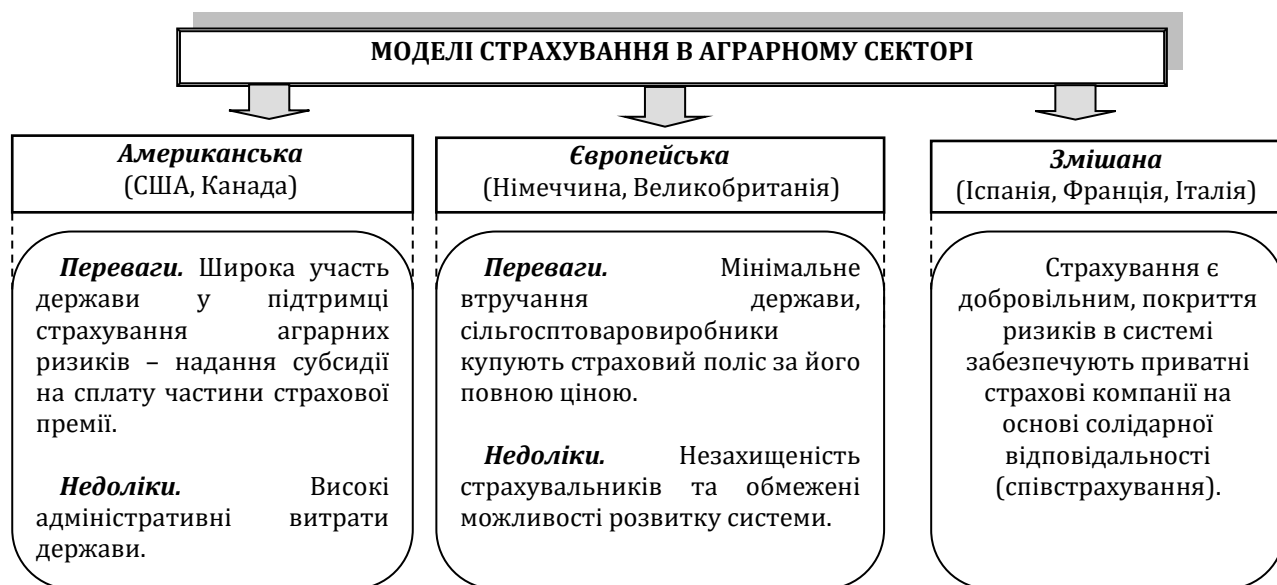 МОДЕЛІ СТРАХУВАННЯ В АГРАРНОМУ СЕКТОРІ
Американська
(США, Канада)
Переваги. Широка участь
держави у підтримці
страхування аграрних
ризиків – надання субсидії
на сплату частини страхової
премії.
Недоліки. Високі
адміністративні витрати
держави.
Європейська
(Німеччина, Великобританія)
Переваги. Мінімальне
втручання держави,
сільгосптоваровиробники
купують страховий поліс за його
повною ціною.
Недоліки. Незахищеність
страхувальників та обмежені
можливості розвитку системи.
Змішана
(Іспанія, Франція, Італія)
Страхування є
добровільним, покриття
ризиків в системі
забезпечують приватні
страхові компанії на
основі солідарної
відповідальності
(співстрахування).